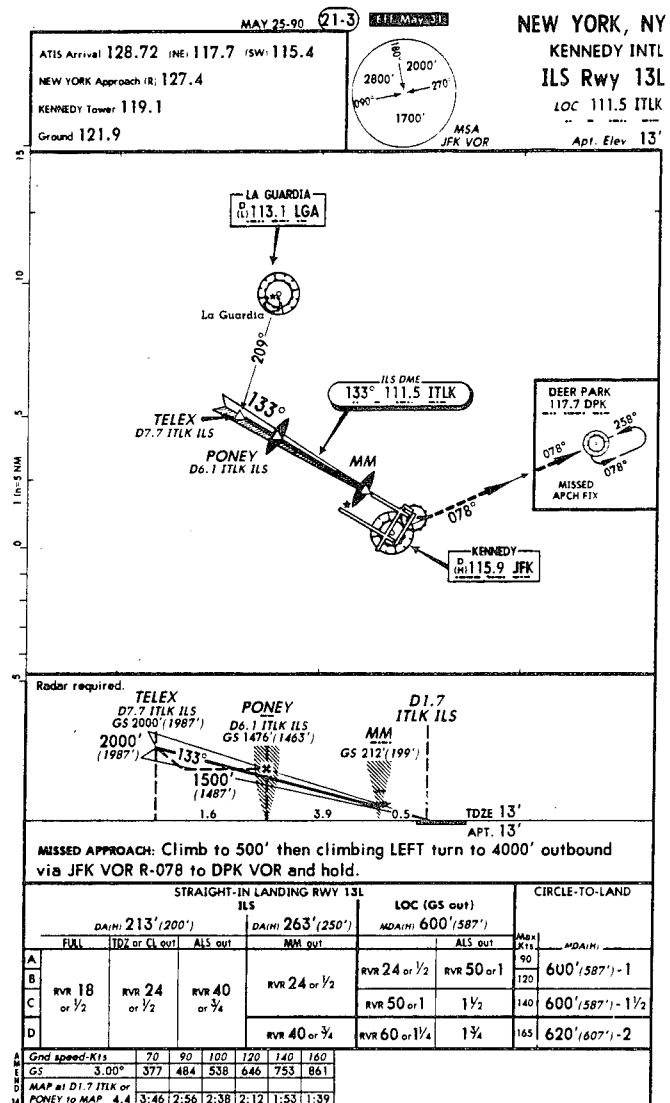 MAY 25-90 21-3 EFF May 31
NEW YORK, NY
KENNEDY INTL
ILS Rwy 13L
LOC 111.5 ITLK
Apt. Elev 13'
ATIS Arrival 128.72 (NE) 117.7 (SW) 115.4
NEW YORK Approach (R) 127.4
KENNEDY Tower 119.1
Ground 121.9
180°
2000'
2800'
270°
090°
1700'
MSA
JFK VOR
15
10
5
0
5
1 In=5 NM
LA GUARDIA
D
(L) 113.1 LGA
La Guardia
209°
ILS DME
133° 111.5 ITLK
133°
TELEX
D7.7 ITLK ILS
PONEY
D6.1 ITLK ILS
MM
DEER PARK
117.7 DPK
258°
078°
078°
MISSED
APCH FIX
078°
KENNEDY
D
(H) 115.9 JFK
Radar required.
TELEX
D7.7 ITLK ILS
GS 2000'(1987')
2000'
(1987')
PONEY
D6.1 ITLK ILS
GS 1476'(1463')
D1.7
ITLK ILS
MM
GS 212'(199')
133°
1500'
(1487')
1.6 3.9 0.5
TDZE 13'
APT. 13'
MISSED APPROACH: Climb to 500' then climbing LEFT turn to 4000' outbound
via JFK VOR R-078 to DPK VOR and hold.
STRAIGHT-IN LANDING RWY 13L
CIRCLE-TO-LAND
ILS
LOC (GS out)
DA(H) 213'(200')
DA(H) 263'(250')
MDA(H) 600'(587')
FULL TDZ or CL out ALS out MM out ALS out
Max Kts MDA(H)
A
B
C
D
RVR 18 or 1/2
RVR 24 or 1/2
RVR 40 or 3/4
RVR 24 or 1/2
RVR 40 or 3/4
RVR 24 or 1/2 RVR 50 or 1
RVR 50 or 1 1 1/2
RVR 60 or 1 1/4 1 3/4
90
120
600'(587')-1
140 600'(587')-1 1/2
165 620'(607')-2
Gnd speed-Kts 70 90 100 120 140 160
GS 3.00° 377 484 538 646 753 861
MAP at D1.7 ITLK or
PONEY to MAP 4.4 3:46 2:56 2:38 2:12 1:53 1:39